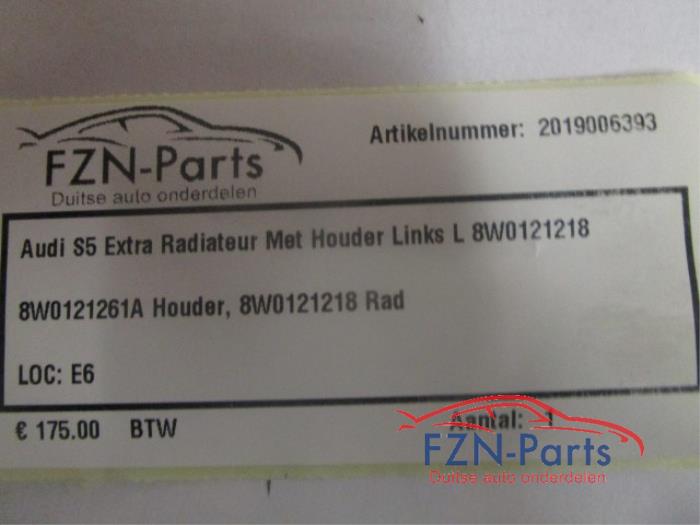 FZN-Parts
Duitse auto onderdelen
Artikelnummer: 2019006393
Audi S5 Extra Radiateur Met Houder Links L 8W0121218
8W0121261A Houder, 8W0121218 Rad
LOC: E6
€ 175.00 BTW
Aantal: 1
FZN-Parts
Duitse auto onderdelen